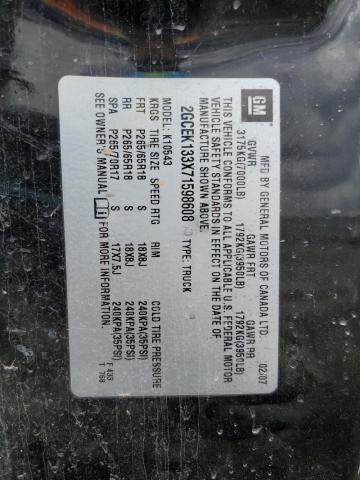 GM
MFD BY GENERAL MOTORS OF CANADA LTD. 02/07
GVWR GAWR FRT GAWR RR
3175KG(7000LB) 1792KG(3950LB) 1792KG(3950LB)
THIS VEHICLE CONFORMS TO ALL APPLICABLE U.S. FEDERAL MOTOR
VEHICLE SAFETY STANDARDS IN EFFECT ON THE DATE OF
MANUFACTURE SHOWN ABOVE.
2GCEK133X71598608 TYPE: TRUCK
MODEL: K10543
TIRE SIZE SPEED RTG RIM COLD TIRE PRESSURE
P265/65R18 S 18X8J 240KPA(35PSI)
RR P265/65R18 S 18X8J 240KPA(35PSI)
SPA P265/70R17 S 17X7.5J 240KPA(35PSI)
SEE OWNER'S MANUAL FOR MORE INFORMATION. F 433
T 768